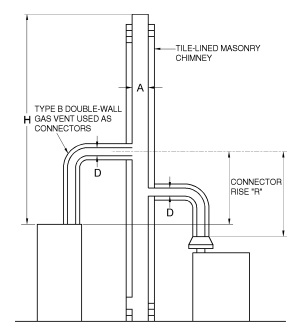 TILE-LINED MASONRY
CHIMNEY
A
TYPE B DOUBLE-WALL
GAS VENT USED AS
CONNECTORS
H
D
D
CONNECTOR
RISE "R"